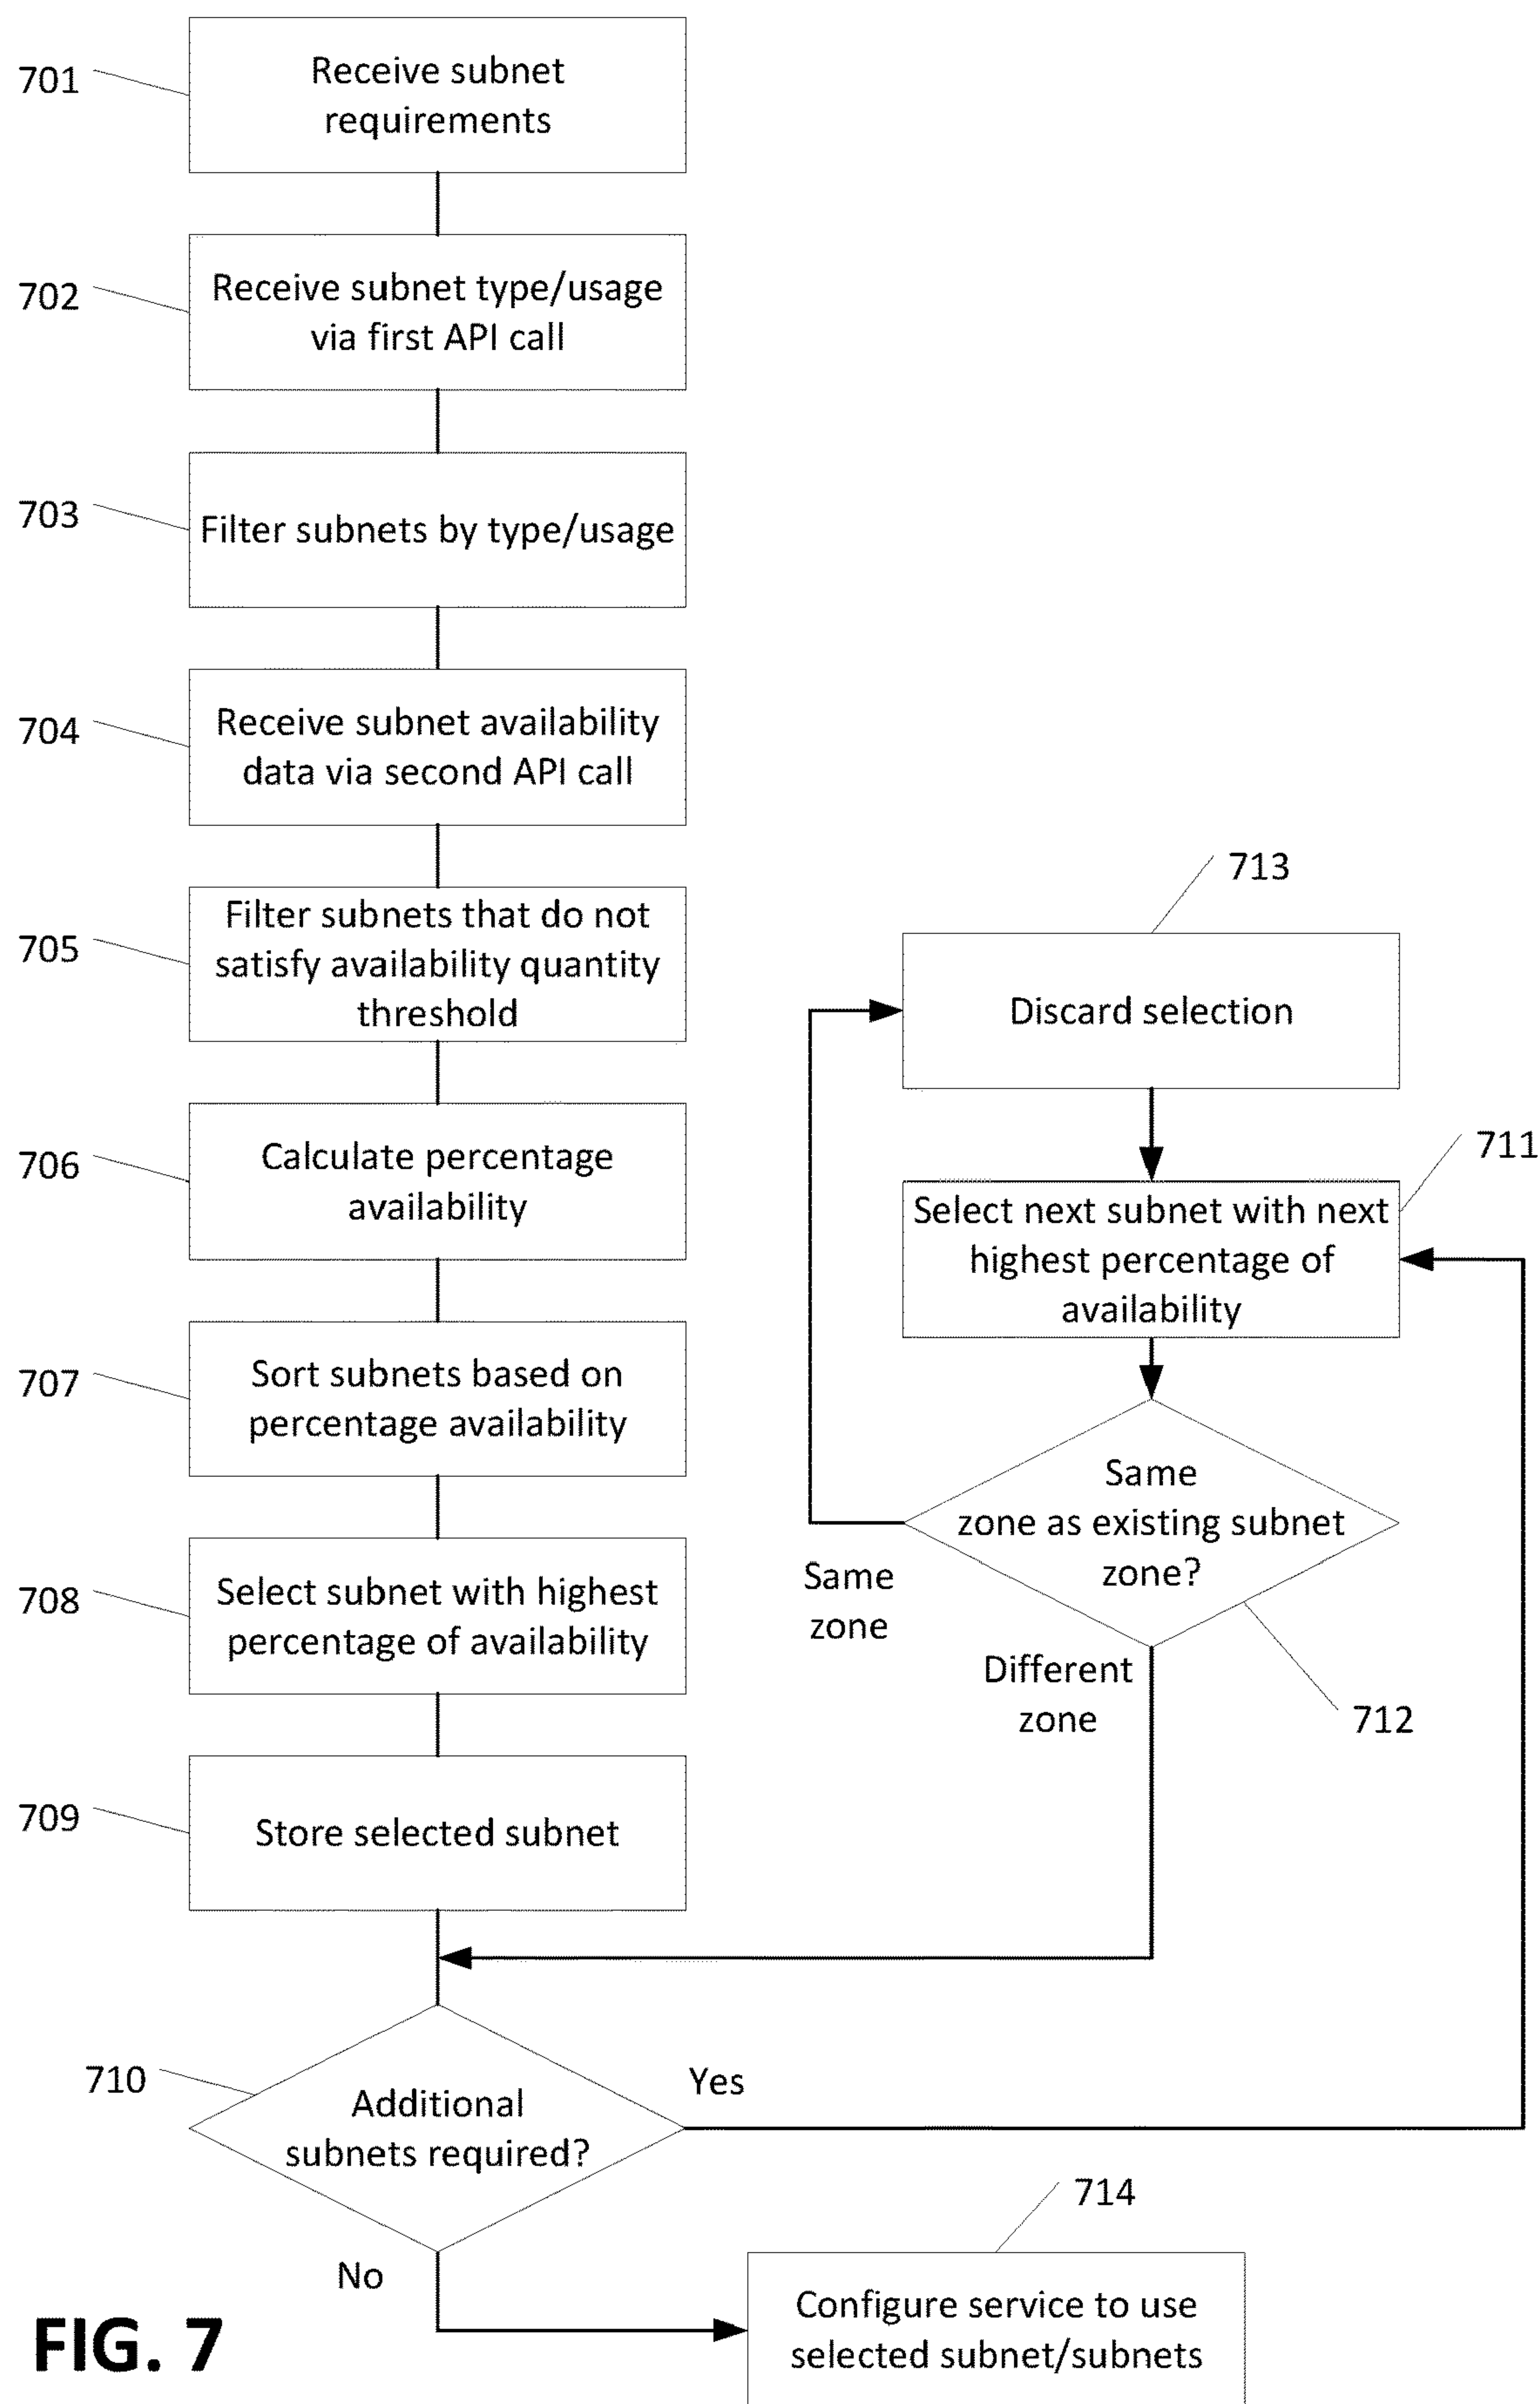 701
Receive subnet
requirements
702
Receive subnet type/usage
via first API call
703
Filter subnets by type/usage
704
Receive subnet availability
data via second API call
705
Filter subnets that do not
satisfy availability quantity
threshold
706
Calculate percentage
availability
707
Sort subnets based on
percentage availability
708
Select subnet with highest
percentage of availability
709
Store selected subnet
710
Additional
subnets required?
Yes
No
713
Discard selection
711
Select next subnet with next
highest percentage of
availability
Same
zone as existing subnet
zone?
712
Same
zone
Different
zone
714
Configure service to use
selected subnet/subnets
FIG. 7